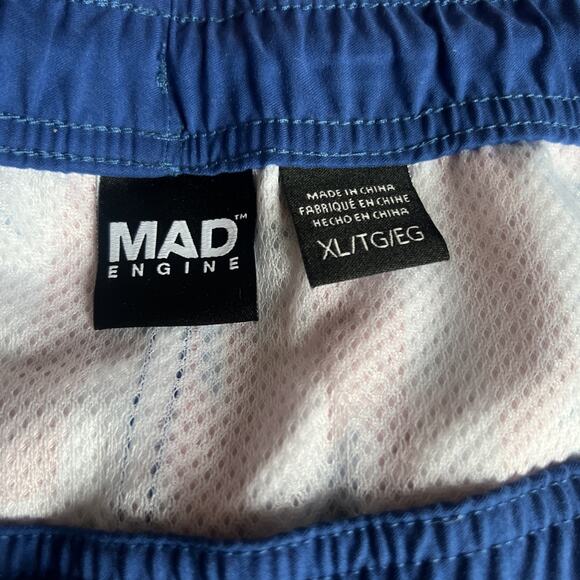 MAD™
ENGINE
MADE IN CHINA
FABRIQUÉ EN CHINE
HECHO EN CHINA
XL/TG/EG